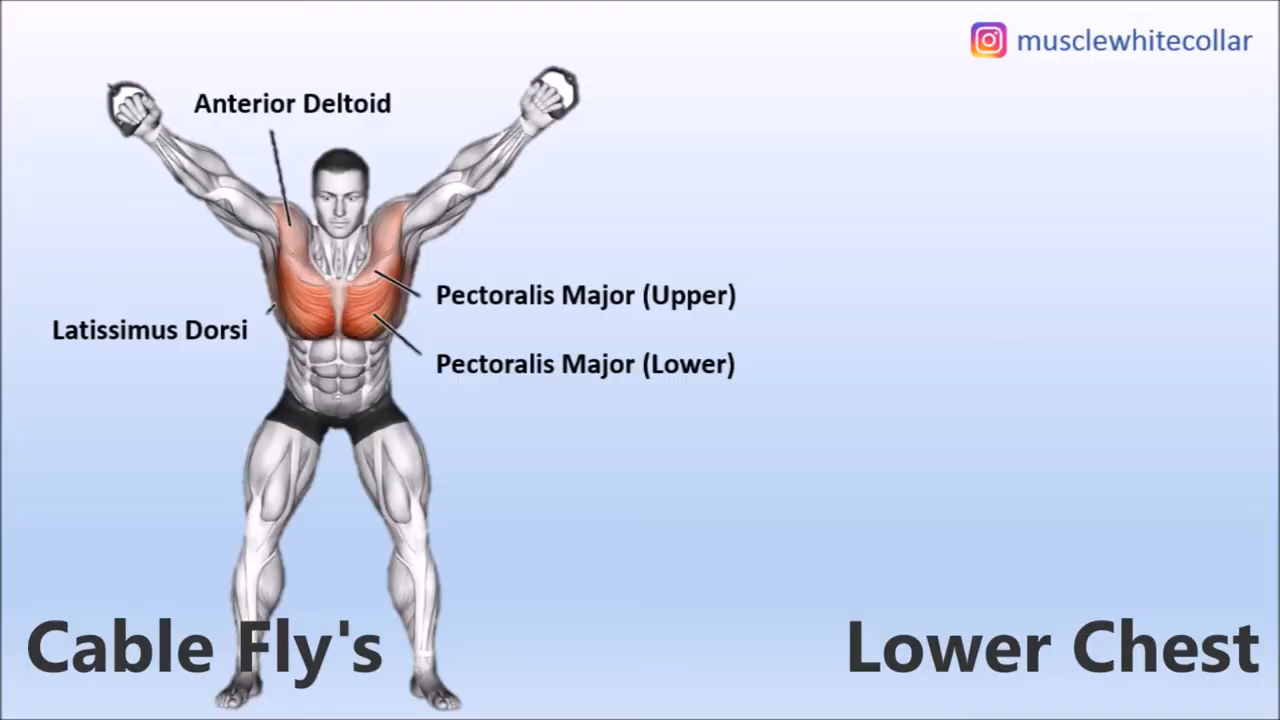 musclewhitecollar
Anterior Deltoid
Pectoralis Major (Upper)
Latissimus Dorsi
Pectoralis Major (Lower)
Cable Fly's
Lower Chest